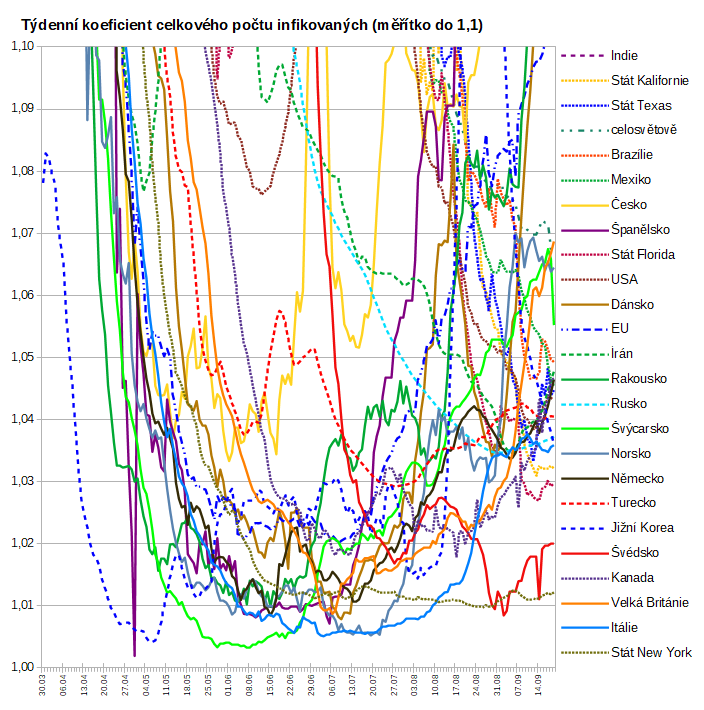 Týdenní koeficient celkového počtu infikovaných (měřítko do 1,1)
1,10
1,09
1,08
1,07
1,06
1,05
1,04
1,03
1,02
1,01
1,00
30.03
06.04
13.04
20.04
27.04
04.05
11.05
18.05
25.05
01.06
08.06
15.06
22.06
29.06
06.07
13.07
20.07
27.07
03.08
10.08
17.08
24.08
31.08
07.09
14.09
Indie
Stát Kalifornie
Stát Texas
celosvětově
Brazílie
Mexiko
Česko
Španělsko
Stát Florida
USA
Dánsko
EU
Írán
Rakousko
Rusko
Švýcarsko
Norsko
Německo
Turecko
Jižní Korea
Švédsko
Kanada
Velká Británie
Itálie
Stát New York